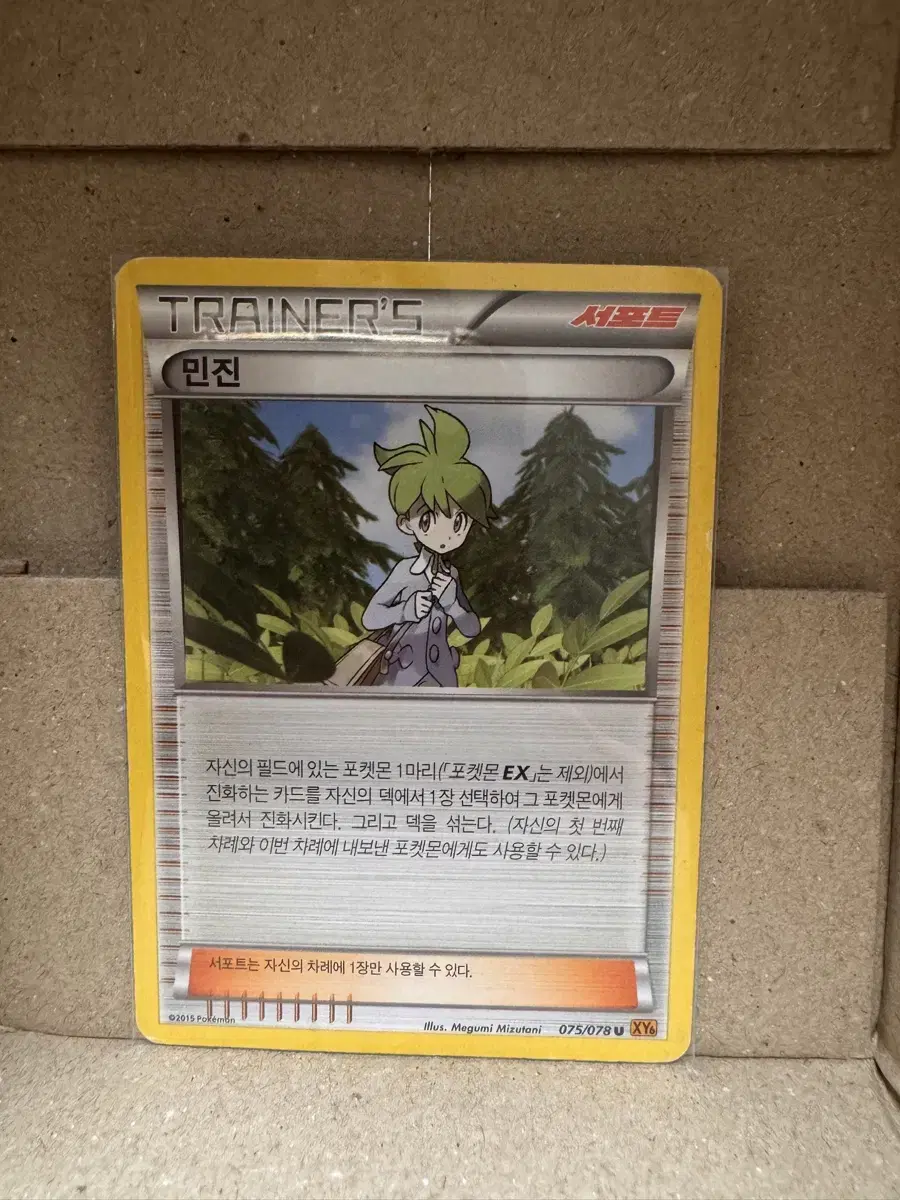 TRAINER'S 서포트
민진
자신의 필드에 있는 포켓몬 1마리(「포켓몬 EX」는 제외)에서
진화하는 카드를 자신의 덱에서 1장 선택하여 그 포켓몬에게
올려서 진화시킨다. 그리고 덱을 섞는다. (자신의 첫 번째
차례와 이번 차례에 내보낸 포켓몬에게도 사용할 수 있다.)
서포트는 자신의 차례에 1장만 사용할 수 있다.
©2015 Pokémon
Illus. Megumi Mizutani 075/078 U XY6